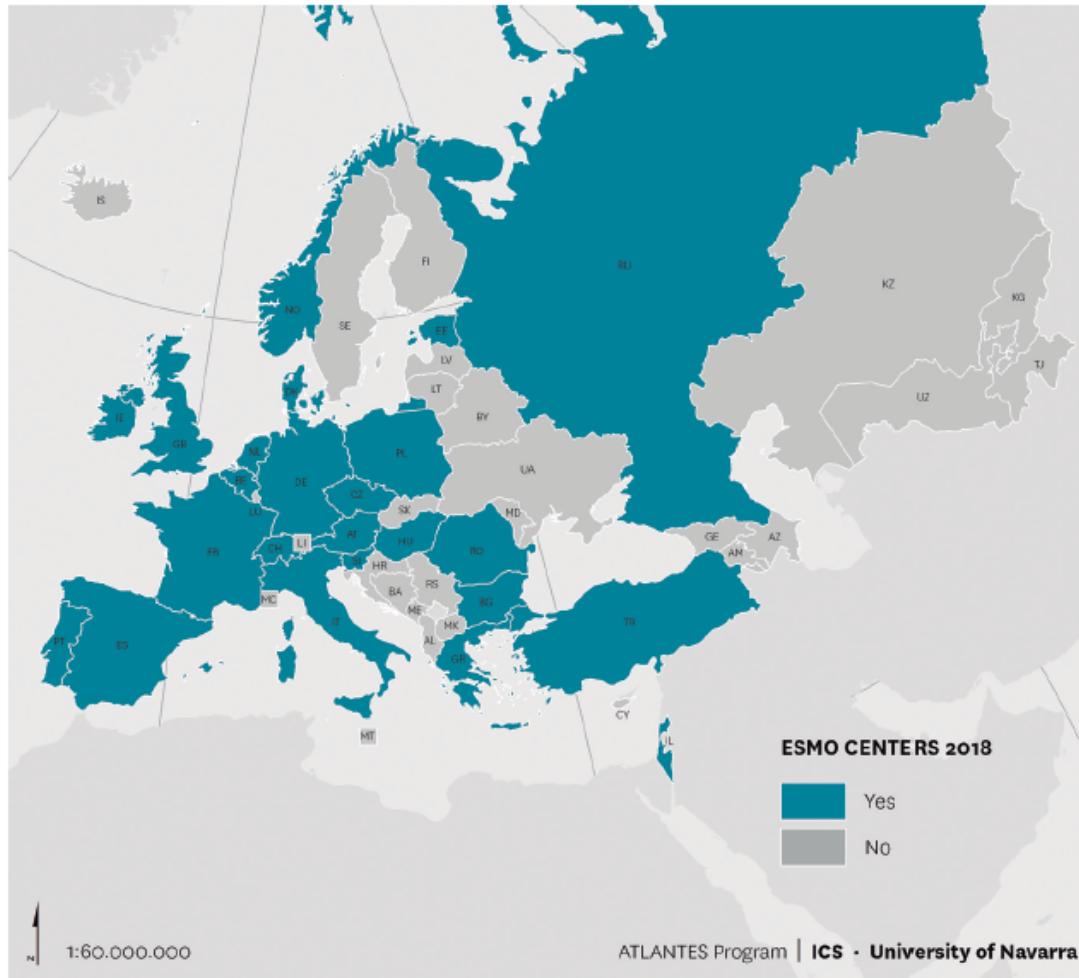 IS
NO
SE
FI
RU
KZ
KG
TJ
UZ
EE
LV
LT
BY
DK
IE
GB
NL
BE
LU
DE
PL
CZ
SK
UA
MD
FR
CH
LI
AT
HU
RO
SI
HR
BA
RS
ME
MK
AL
BG
GR
MC
IT
PT
ES
MT
TR
CY
IL
GE
AM
AZ
ESMO CENTERS 2018
Yes
No
N
1:60.000.000
ATLANTES Program | ICS · University of Navarra